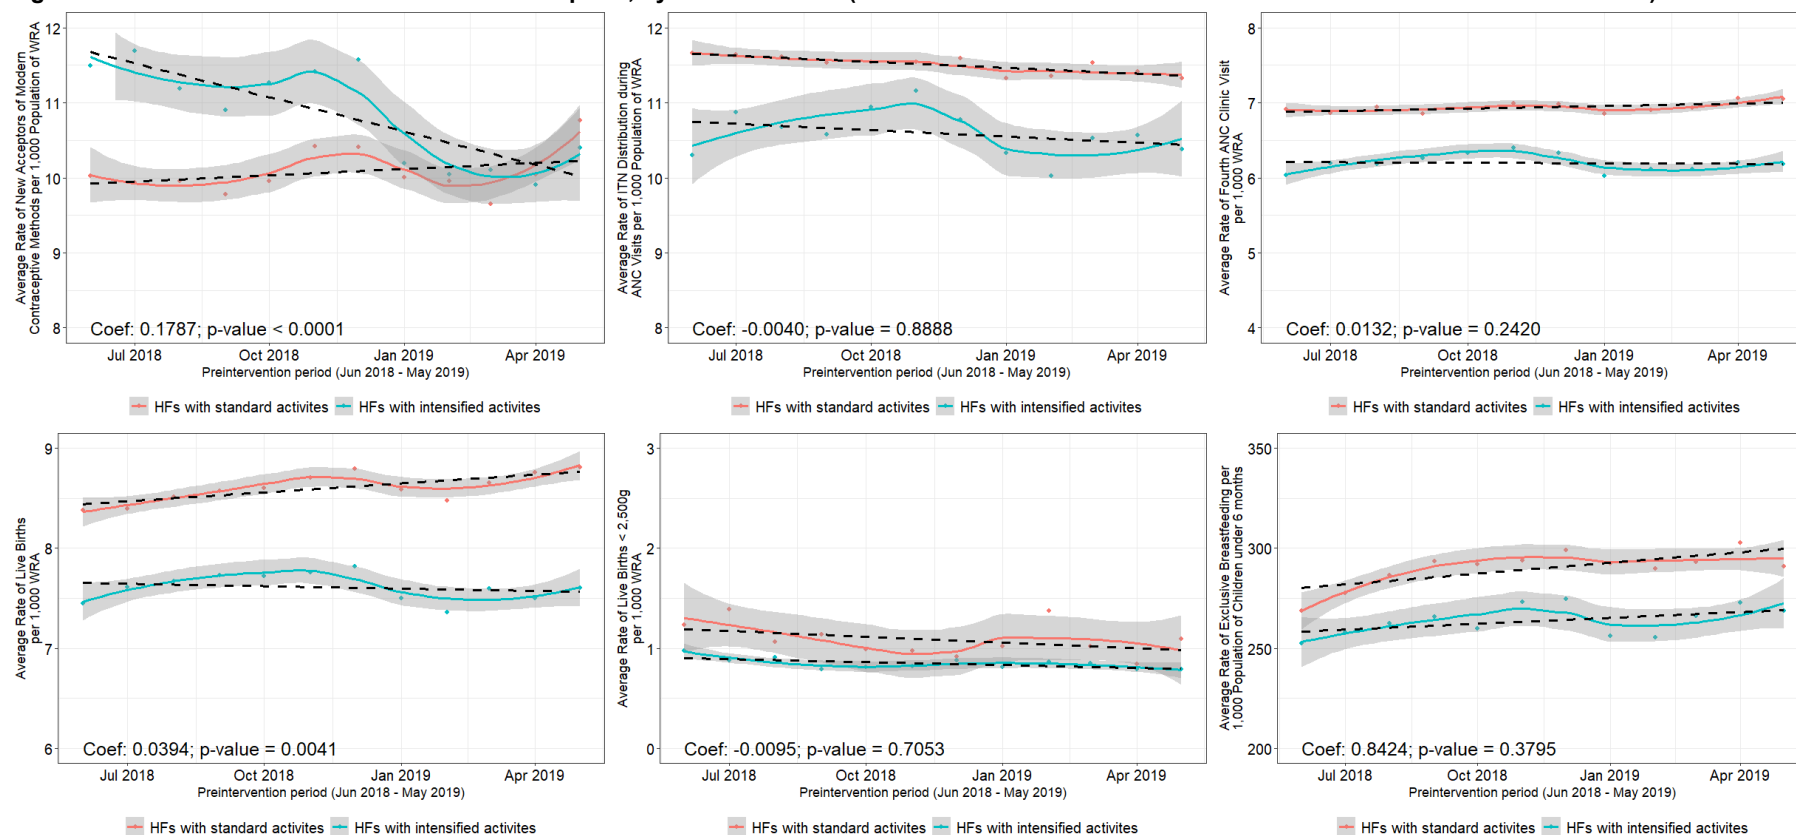 12
11
10
9
8
Average Rate of New Acceptors of Modern
Contraceptive Methods per 1,000 Population of WRA
Coef: 0.1787; p-value < 0.0001
Jul 2018
Oct 2018
Jan 2019
Apr 2019
Preintervention period (Jun 2018 - May 2019)
HFs with standard activites
HFs with intensified activites
12
11
10
9
8
Average Rate of ITN Distribution during
ANC Visits per 1,000 Population of WRA
Coef: -0.0040; p-value = 0.8888
Jul 2018
Oct 2018
Jan 2019
Apr 2019
Preintervention period (Jun 2018 - May 2019)
HFs with standard activites
HFs with intensified activites
8
7
6
5
4
Average Rate of Fourth ANC Clinic Visit
per 1,000 WRA
Coef: 0.0132; p-value = 0.2420
Jul 2018
Oct 2018
Jan 2019
Apr 2019
Preintervention period (Jun 2018 - May 2019)
HFs with standard activites
HFs with intensified activites
9
8
7
6
Average Rate of Live Births
per 1,000 WRA
Coef: 0.0394; p-value = 0.0041
Jul 2018
Oct 2018
Jan 2019
Apr 2019
Preintervention period (Jun 2018 - May 2019)
HFs with standard activites
HFs with intensified activites
3
2
1
0
Average Rate of Live Births < 2,500g
per 1,000 WRA
Coef: -0.0095; p-value = 0.7053
Jul 2018
Oct 2018
Jan 2019
Apr 2019
Preintervention period (Jun 2018 - May 2019)
HFs with standard activites
HFs with intensified activites
350
300
250
200
Average Rate of Exclusive Breastfeeding per
1,000 Population of Children under 6 months
Coef: 0.8424; p-value = 0.3795
Jul 2018
Oct 2018
Jan 2019
Apr 2019
Preintervention period (Jun 2018 - May 2019)
HFs with standard activites
HFs with intensified activites